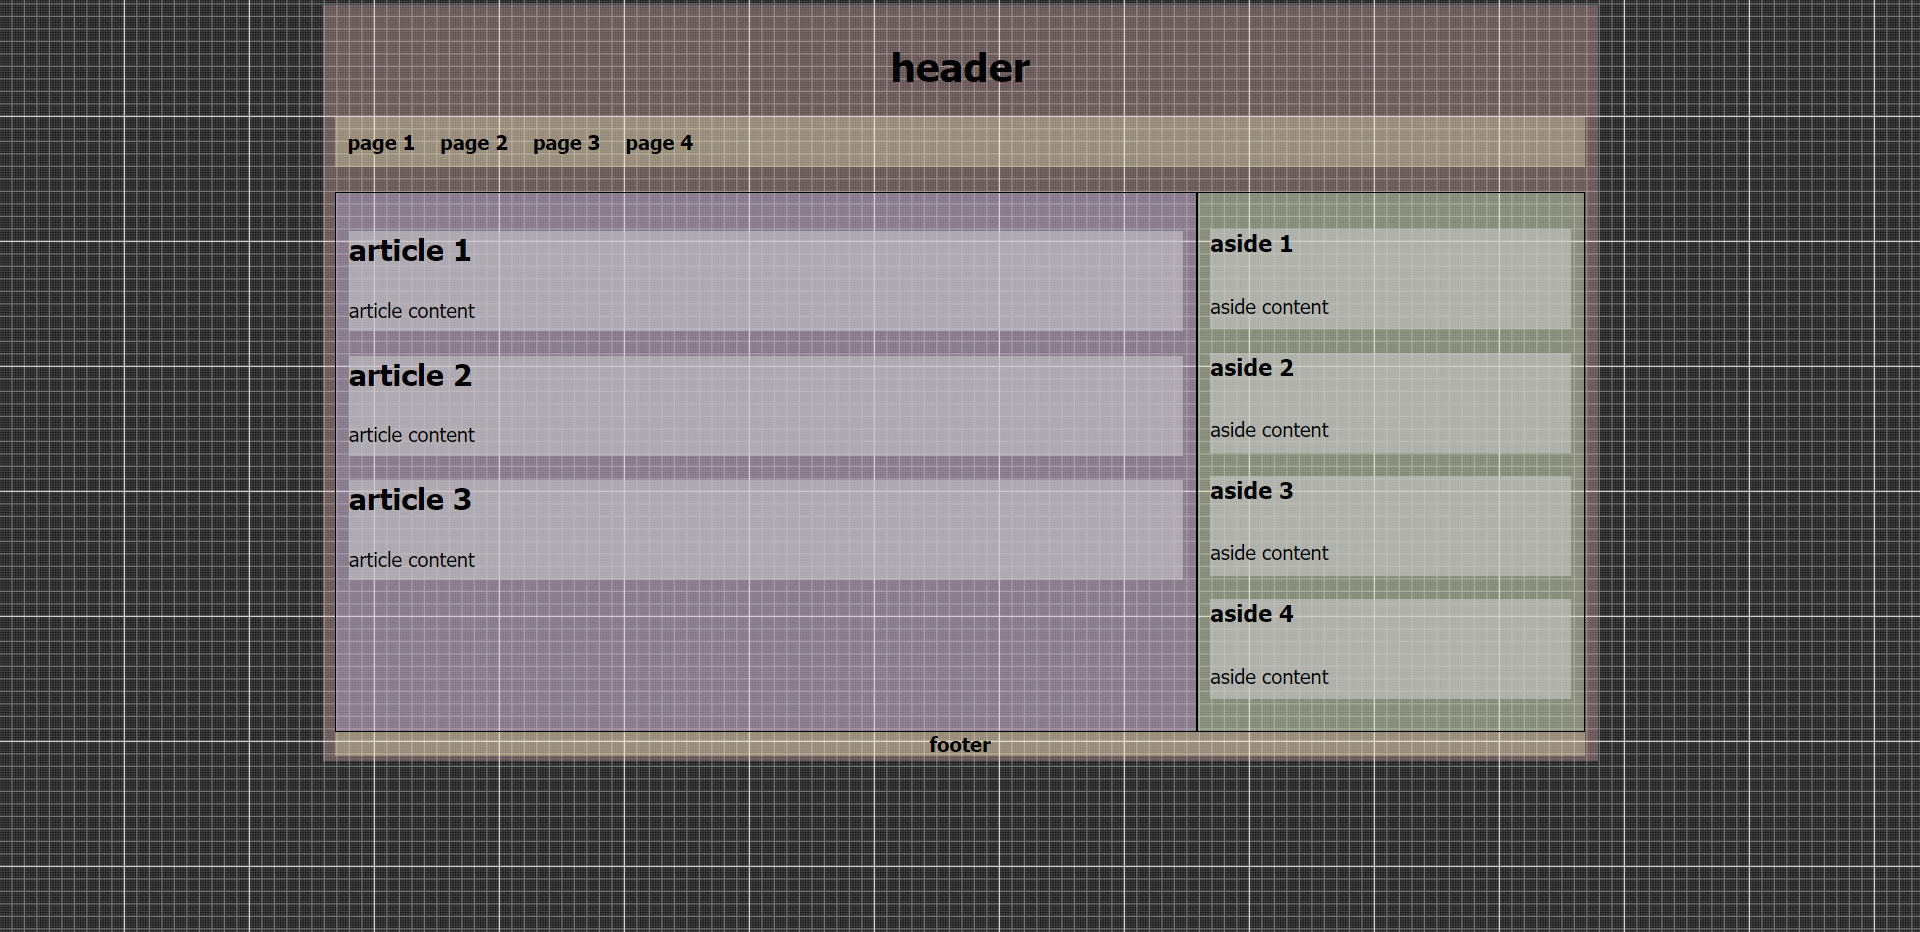 header
page 1 page 2 page 3 page 4
article 1
article content
article 2
article content
article 3
article content
aside 1
aside content
aside 2
aside content
aside 3
aside content
aside 4
aside content
footer